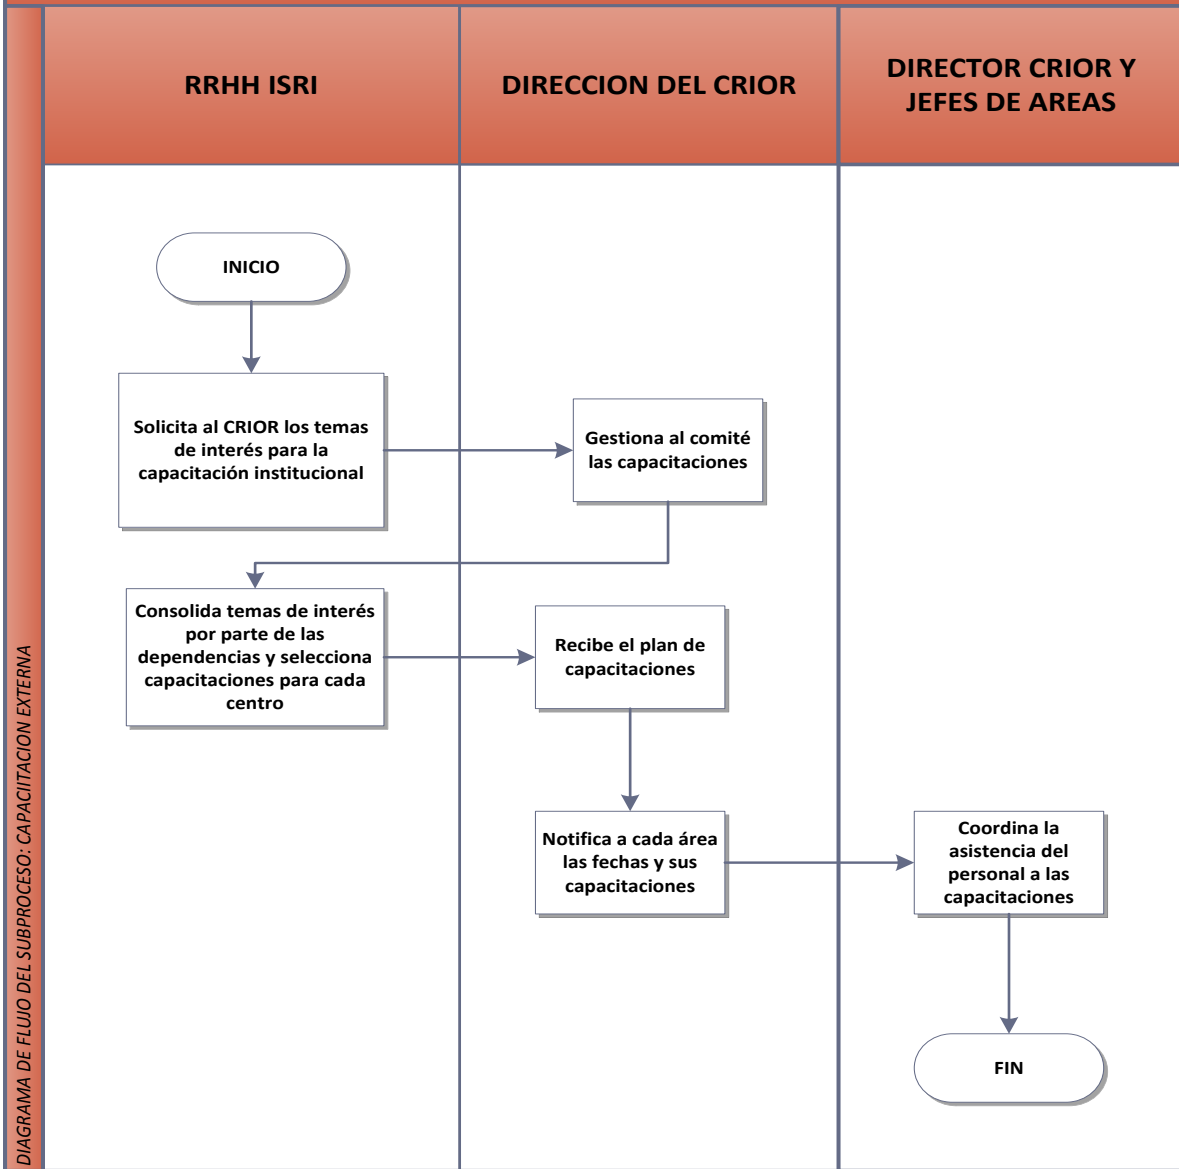 RRHH ISRI
DIRECCION DEL CRIOR
DIRECTOR CRIOR Y
JEFES DE AREAS
DIAGRAMA DE FLUJO DEL SUBPROCESO: CAPACIITACION EXTERNA
INICIO
Solicita al CRIOR los temas
de interés para la
capacitación institucional
Gestiona al comité
las capacitaciones
Consolida temas de interés
por parte de las
dependencias y selecciona
capacitaciones para cada
centro
Recibe el plan de
capacitaciones
Notifica a cada área
las fechas y sus
capacitaciones
Coordina la
asistencia del
personal a las
capacitaciones
FIN